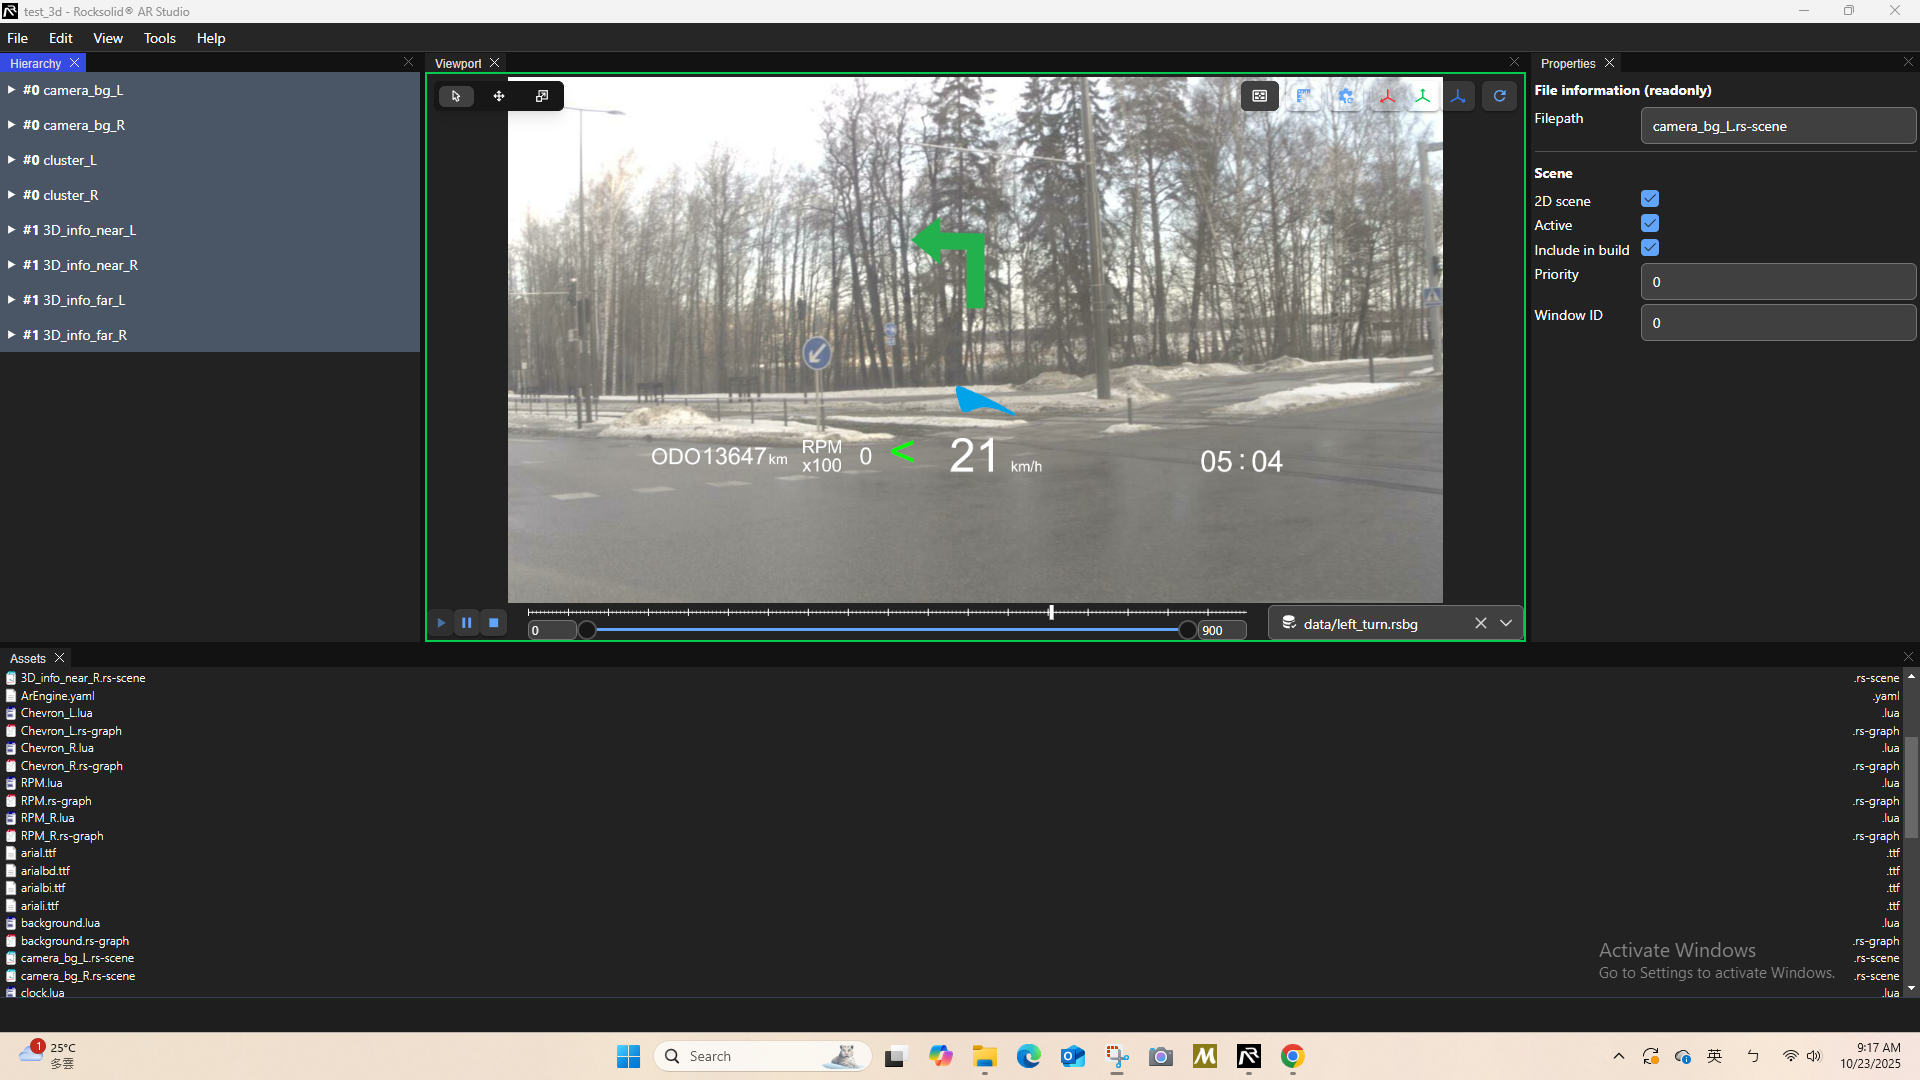 test_3d - Rocksolid® AR Studio
File Edit View Tools Help
Hierarchy
#0 camera_bg_L
#0 camera_bg_R
#0 cluster_L
#0 cluster_R
#1 3D_info_near_L
#1 3D_info_near_R
#1 3D_info_far_L
#1 3D_info_far_R
Viewport
ODO13647km RPM x100 0 < 21 km/h 05 : 04
0 900 data/left_turn.rsbg
Properties
File information (readonly)
Filepath camera_bg_L.rs-scene
Scene
2D scene
Active
Include in build
Priority 0
Window ID 0
Assets
3D_info_near_R.rs-scene .rs-scene
ArEngine.yaml .yaml
Chevron_L.lua .lua
Chevron_L.rs-graph .rs-graph
Chevron_R.lua .lua
Chevron_R.rs-graph .rs-graph
RPM.lua .lua
RPM.rs-graph .rs-graph
RPM_R.lua .lua
RPM_R.rs-graph .rs-graph
arial.ttf .ttf
arialbd.ttf .ttf
arialbi.ttf .ttf
ariali.ttf .ttf
background.lua .lua
background.rs-graph .rs-graph
camera_bg_L.rs-scene .rs-scene
camera_bg_R.rs-scene .rs-scene
clock.lua .lua
Activate Windows
Go to Settings to activate Windows.
1 25°C
多雲
Search
英 ㄅ
9:17 AM
10/23/2025